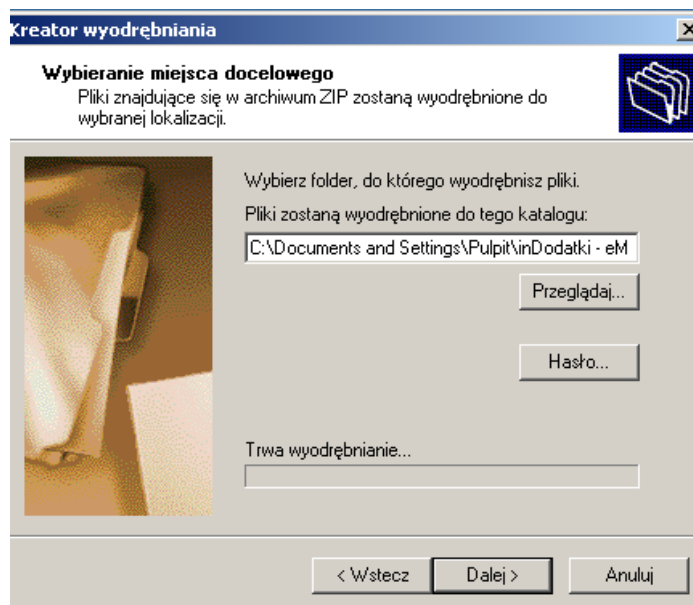 Kreator wyodrębniania
Wybieranie miejsca docelowego
Pliki znajdujące się w archiwum ZIP zostaną wyodrębnione do
wybranej lokalizacji.
Wybierz folder, do którego wyodrębnisz pliki.
Pliki zostaną wyodrębnione do tego katalogu:
C:\Documents and Settings\Pulpit\inDodatki - eM
Przeglądaj...
Hasło...
Trwa wyodrębnianie...
< Wstecz
Dalej >
Anuluj